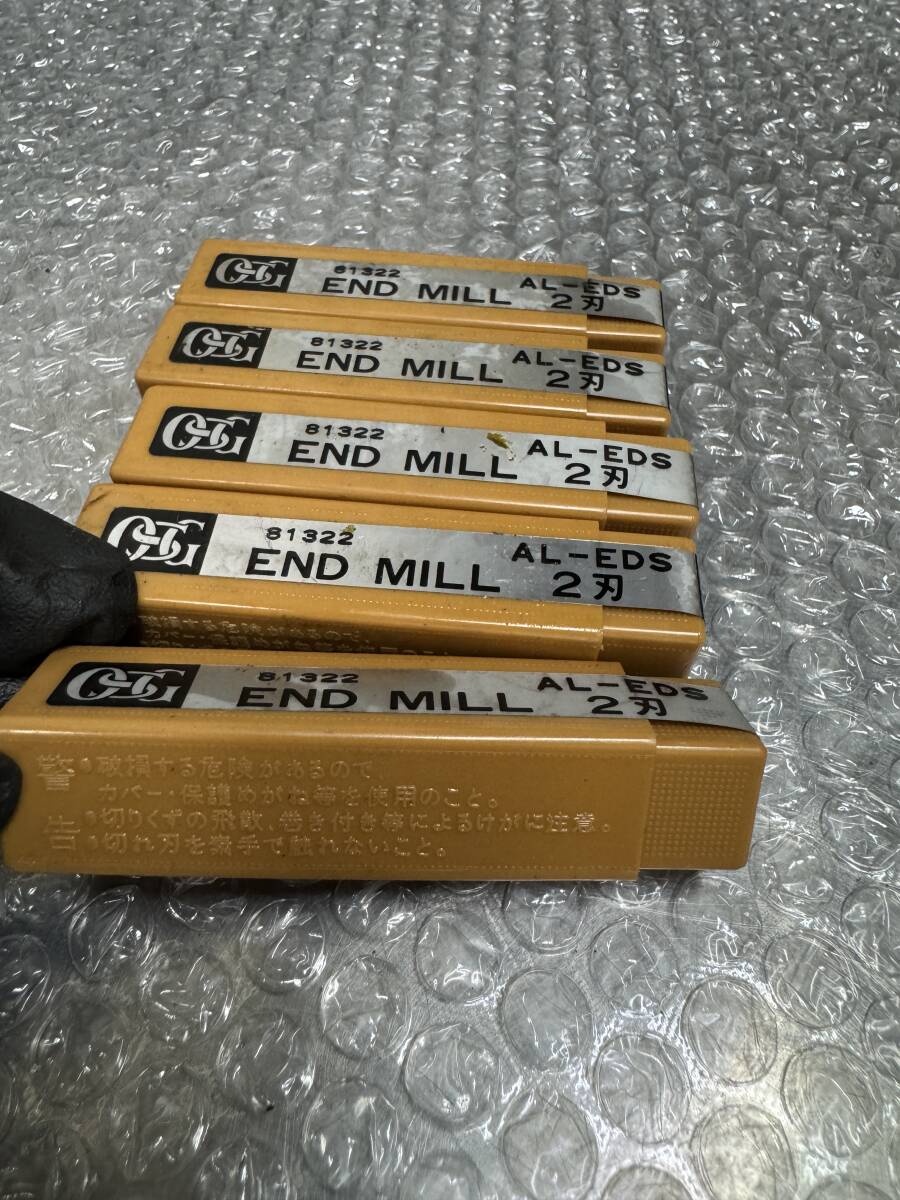 OSG 81322 AL-EDS
END MILL 2刃
OSG 81322 AL-EDS
END MILL 2刃
OSG 81322 AL-EDS
END MILL 2刃
OSG 81322 AL-EDS
END MILL 2刃
OSG 81322 AL-EDS
END MILL 2刃
警告
•破損する危険があるので、
カバー・保護めがね等を使用のこと。
•切りくずの飛散、巻き付き等によるけがに注意。
•切れ刃を素手で触れないこと。